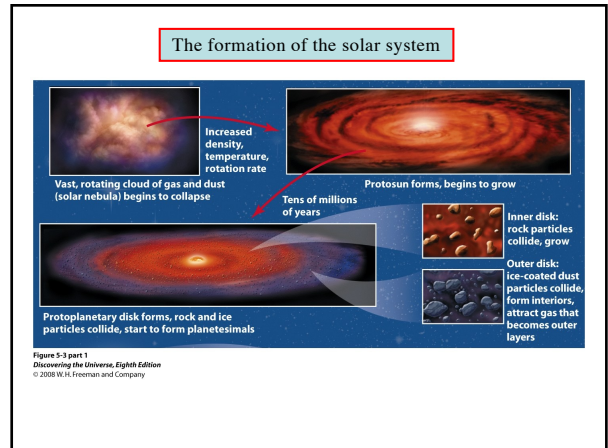 The formation of the solar system
Increased
density,
temperature,
rotation rate
Vast, rotating cloud of gas and dust
(solar nebula) begins to collapse
Protosun forms, begins to grow
Tens of millions
of years
Inner disk:
rock particles
collide, grow
Outer disk:
ice-coated dust
particles collide,
form interiors,
attract gas that
becomes outer
layers
Protoplanetary disk forms, rock and ice
particles collide, start to form planetesimals
Figure 5-3 part 1
Discovering the Universe, Eighth Edition
© 2008 W. H. Freeman and Company